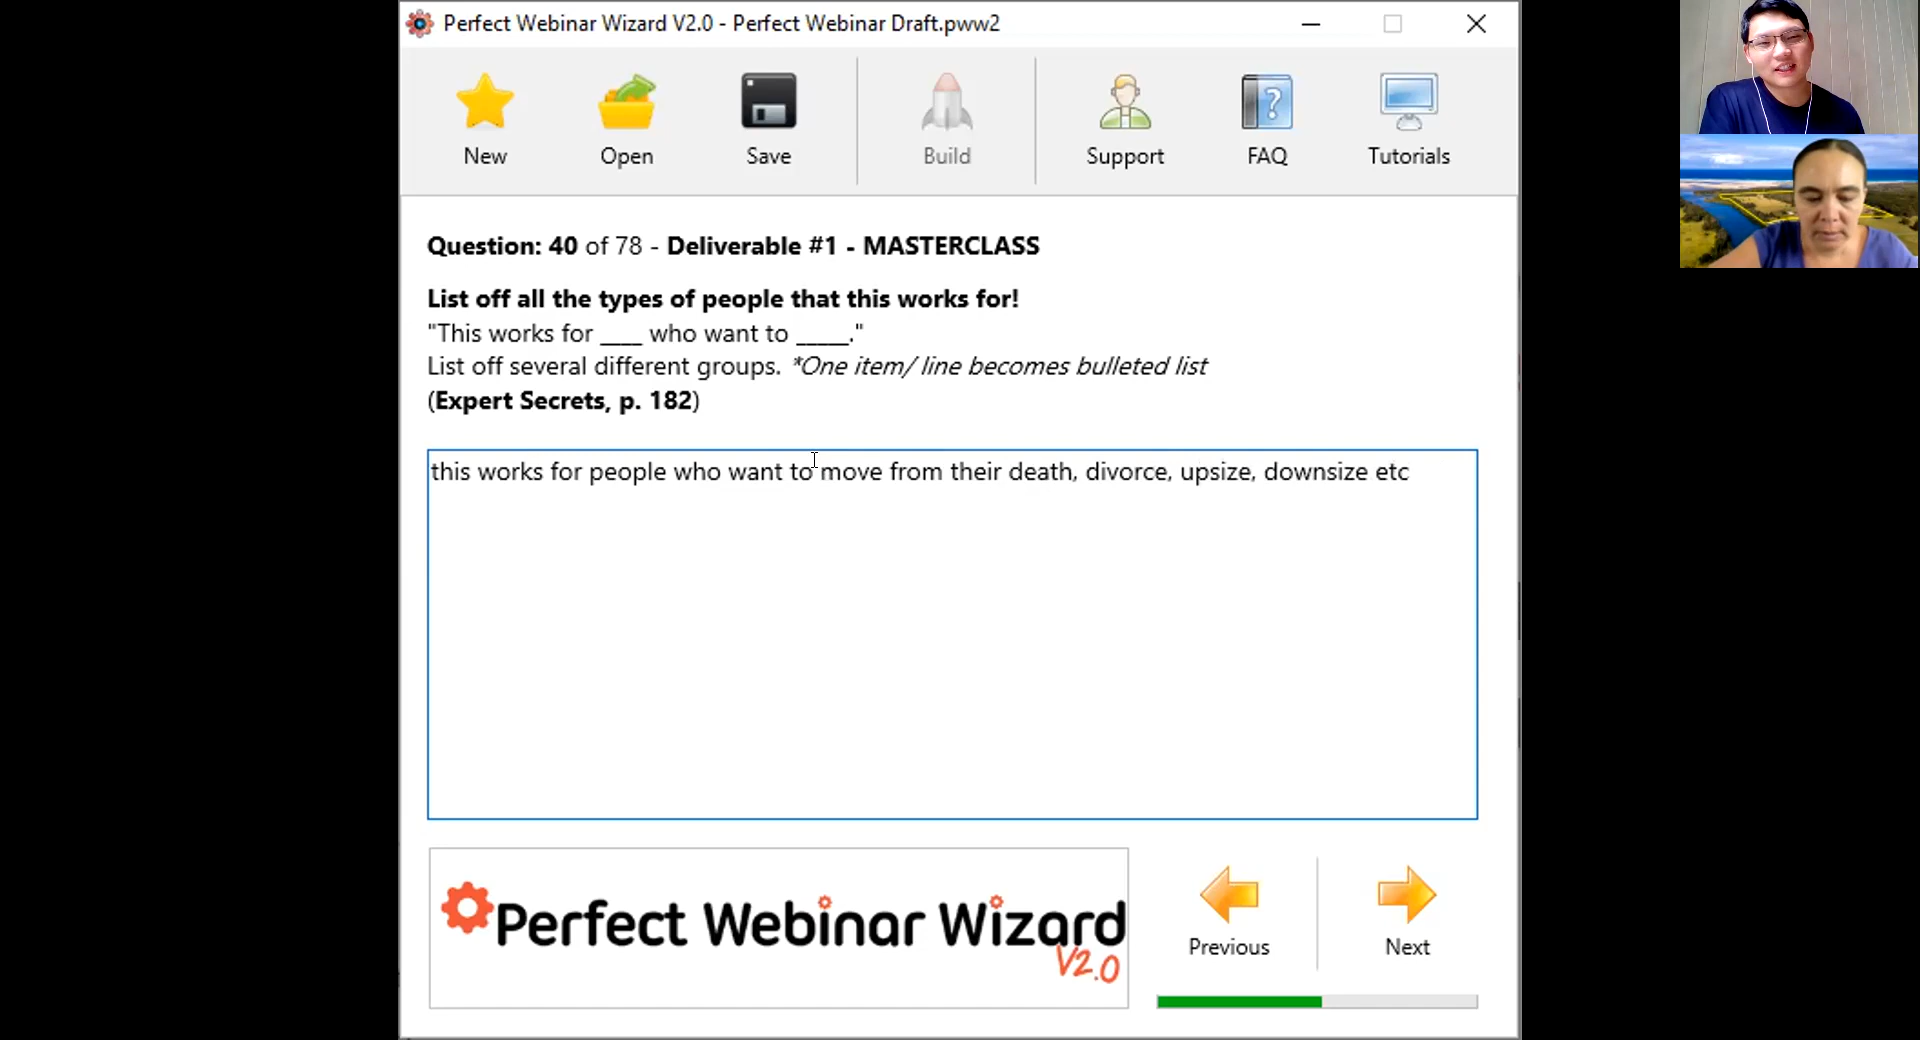 Perfect Webinar Wizard V2.0 - Perfect Webinar Draft.pww2
New Open Save Build Support FAQ Tutorials
Question: 40 of 78 - Deliverable #1 - MASTERCLASS
List off all the types of people that this works for!
"This works for ____ who want to _____."
List off several different groups. *One item/ line becomes bulleted list
(Expert Secrets, p. 182)
this works for people who want to move from their death, divorce, upsize, downsize etc
Perfect Webinar Wizard
V2.0
Previous Next